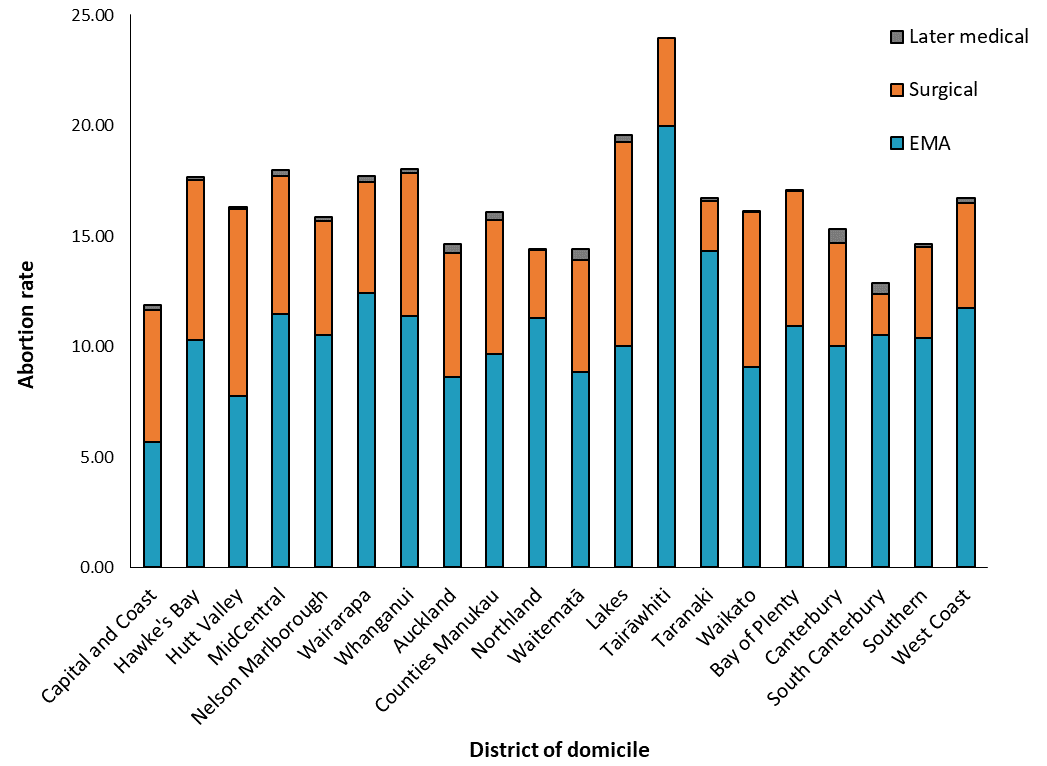 25.00
20.00
15.00
10.00
5.00
0.00
Abortion rate
Later medical
Surgical
EMA
Capital and Coast
Hawke's Bay
Hutt Valley
MidCentral
Nelson Marlborough
Wairarapa
Whanganui
Auckland
Counties Manukau
Northland
Waitematā
Lakes
Tairāwhiti
Taranaki
Waikato
Bay of Plenty
Canterbury
South Canterbury
Southern
West Coast
District of domicile